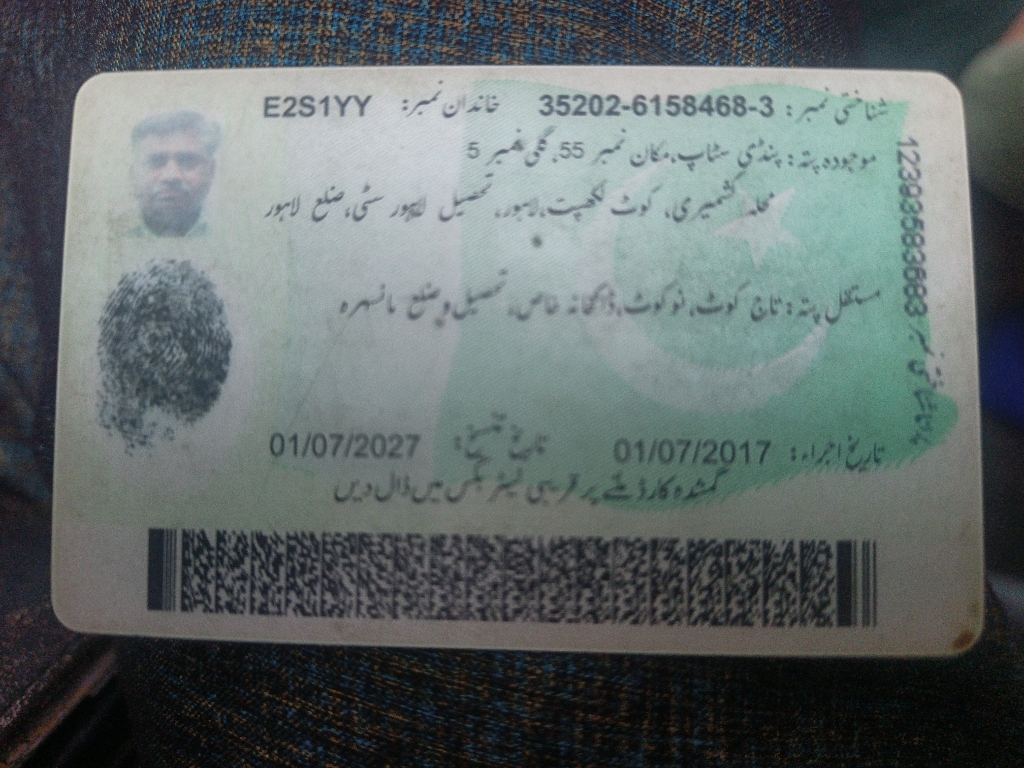 شناختی نمبر: 35202-6158468-3 خاندان نمبر: E2S1YY
موجودہ پتہ: پنڈی سٹاپ، مکان نمبر 55، گلی نمبر 5
محلہ کشمیری، کوٹ لکھپت، لاہور، تحصیل لاہور سٹی، ضلع لاہور
مستقل پتہ: تاج کوٹ، نوکوٹ، ڈاکخانہ خاص، تحصیل و ضلع مانسہرہ
تاریخ اجراء: 01/07/2017 تاریخ تنسیخ: 01/07/2027
گمشدہ کارڈ ملنے پر قریبی لیٹر بکس میں ڈال دیں